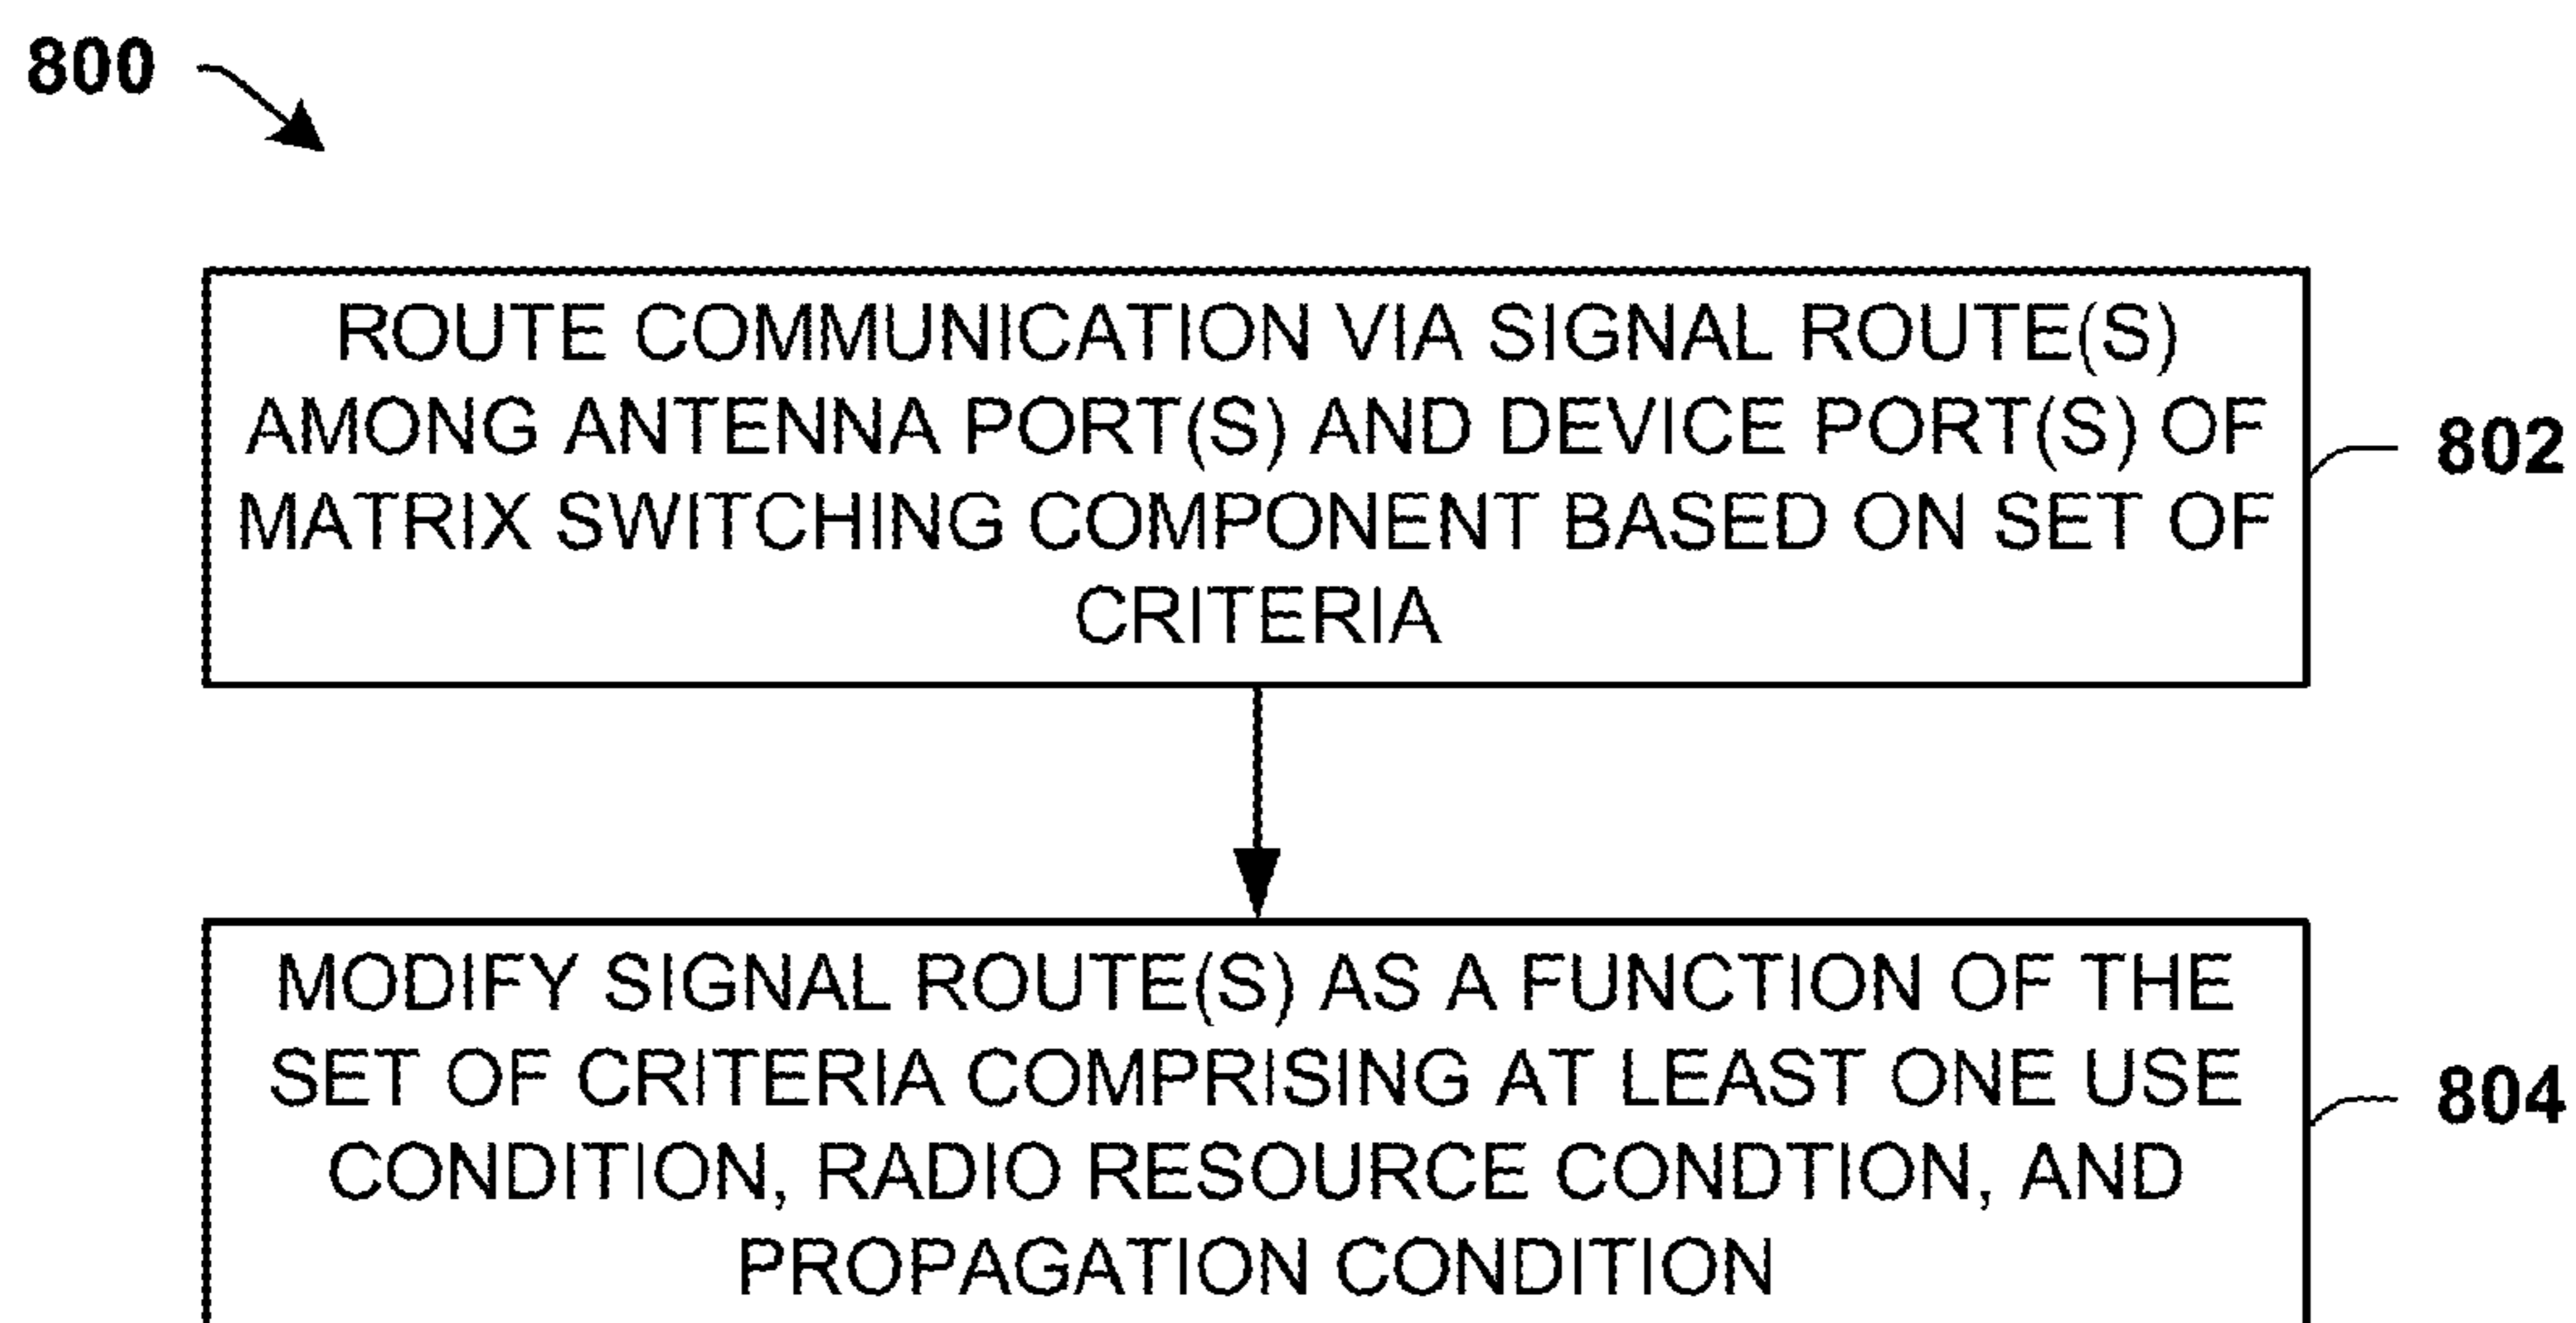 800
ROUTE COMMUNICATION VIA SIGNAL ROUTE(S)
AMONG ANTENNA PORT(S) AND DEVICE PORT(S) OF
MATRIX SWITCHING COMPONENT BASED ON SET OF
CRITERIA
802
MODIFY SIGNAL ROUTE(S) AS A FUNCTION OF THE
SET OF CRITERIA COMPRISING AT LEAST ONE USE
CONDITION, RADIO RESOURCE CONDTION, AND
PROPAGATION CONDITION
804